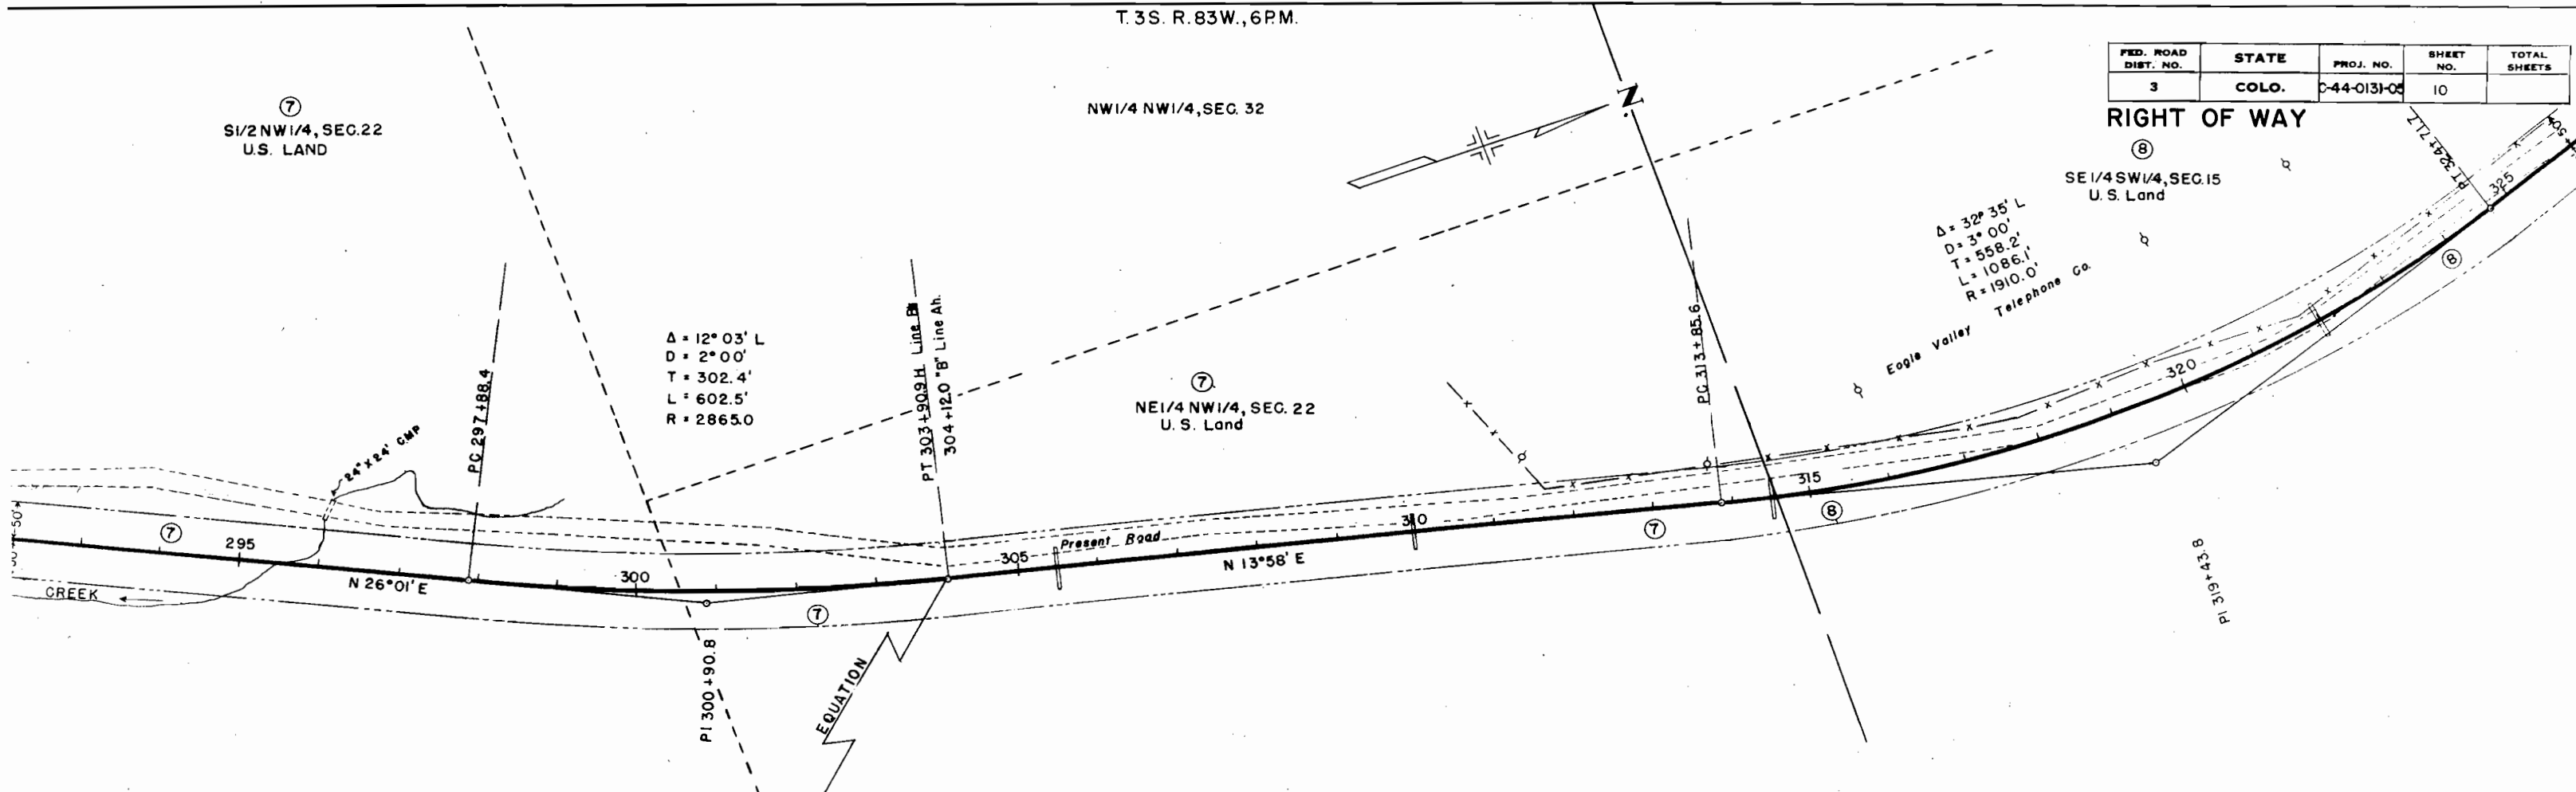 T. 3S. R. 83W., 6P.M.
FED. ROAD DIST. NO.
STATE
PROJ. NO.
SHEET NO.
TOTAL SHEETS
3
COLO.
C-44-0131-05
10
RIGHT OF WAY
7
S1/2 NW1/4, SEC. 22
U.S. LAND
NW1/4 NW1/4, SEC. 32
N.
8
SE 1/4 SW1/4, SEC. 15
U.S. Land
Δ = 32° 35' L
D = 3° 00'
T = 558.2'
L = 1086.1'
R = 1910.0'
Eagle Valley Telephone Co.
PT 324+71.7
325
8
Δ = 12° 03' L
D = 2° 00'
T = 302.4'
L = 602.5'
R = 2865.0
PT 303+90.9 H Line
304+12.0 "B" Line Ah.
7
NE1/4 NW1/4, SEC. 22
U.S. Land
PC 313+85.6
320
24" X 24' CMP
PC 297+88.4
7
295
N 26°01' E
CREEK
300
7
305
Present Road
310
N 13°58' E
7
315
8
PI 300+90.8
EQUATION
PI 319+43.8